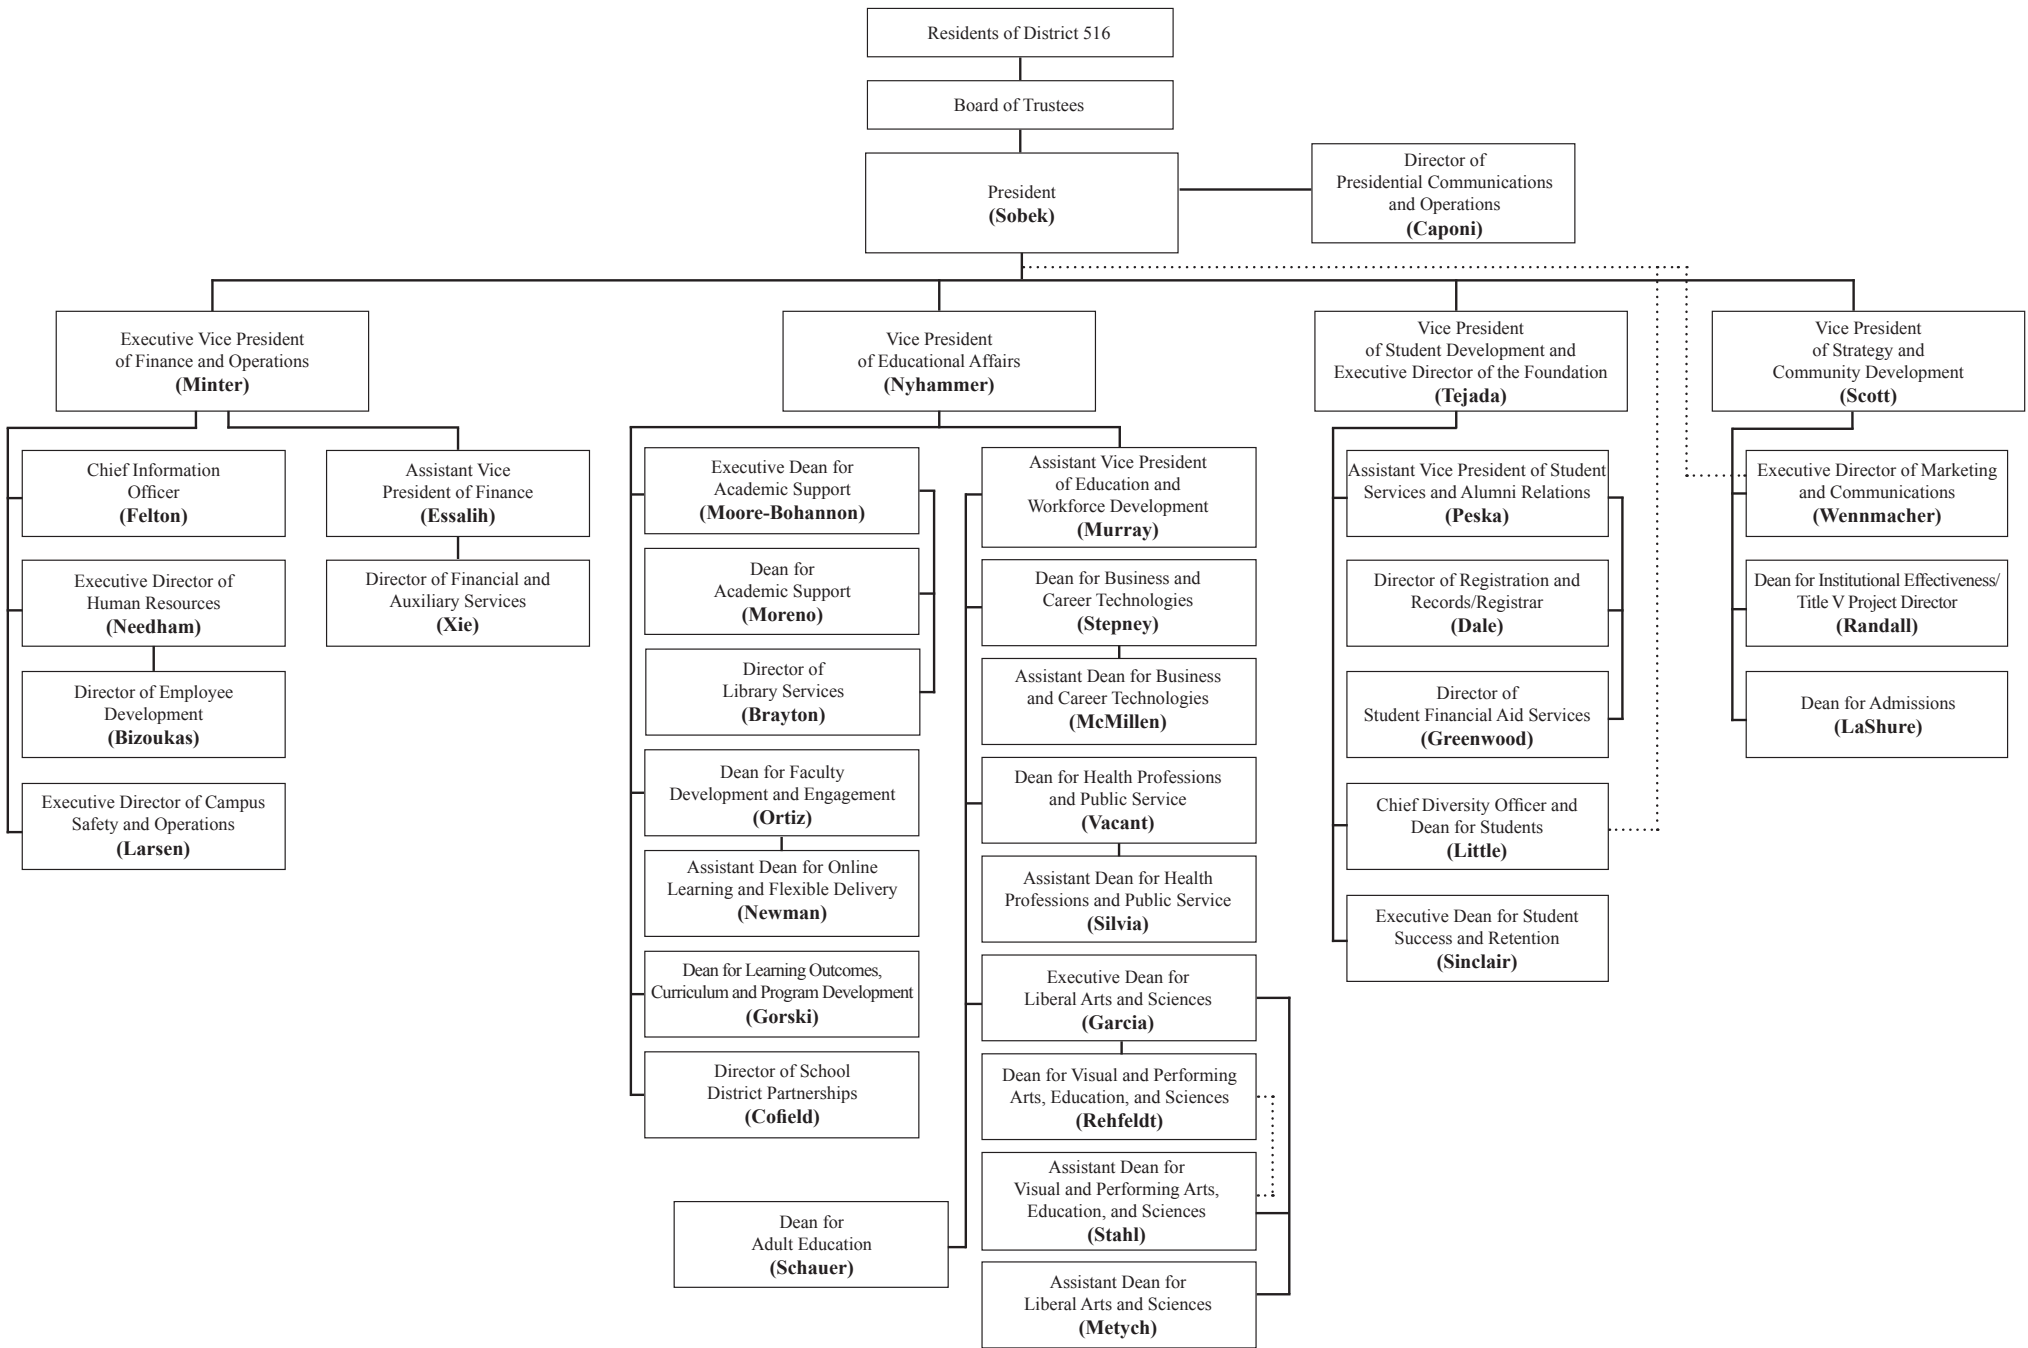 Residents of District 516
Board of Trustees
President
(Sobek)
Director of
Presidential Communications
and Operations
(Caponi)
Executive Vice President
of Finance and Operations
(Minter)
Vice President
of Educational Affairs
(Nyhammer)
Vice President
of Student Development and
Executive Director of the Foundation
(Tejada)
Vice President
of Strategy and
Community Development
(Scott)
Chief Information
Officer
(Felton)
Executive Director of
Human Resources
(Needham)
Director of Employee
Development
(Bizoukas)
Executive Director of Campus
Safety and Operations
(Larsen)
Assistant Vice
President of Finance
(Essalih)
Director of Financial and
Auxiliary Services
(Xie)
Executive Dean for
Academic Support
(Moore-Bohannon)
Dean for
Academic Support
(Moreno)
Director of
Library Services
(Brayton)
Dean for Faculty
Development and Engagement
(Ortiz)
Assistant Dean for Online
Learning and Flexible Delivery
(Newman)
Dean for Learning Outcomes,
Curriculum and Program Development
(Gorski)
Director of School
District Partnerships
(Cofield)
Dean for
Adult Education
(Schauer)
Assistant Vice President
of Education and
Workforce Development
(Murray)
Dean for Business and
Career Technologies
(Stepney)
Assistant Dean for Business
and Career Technologies
(McMillen)
Dean for Health Professions
and Public Service
(Vacant)
Assistant Dean for Health
Professions and Public Service
(Silvia)
Executive Dean for
Liberal Arts and Sciences
(Garcia)
Dean for Visual and Performing
Arts, Education, and Sciences
(Rehfeldt)
Assistant Dean for
Visual and Performing Arts,
Education, and Sciences
(Stahl)
Assistant Dean for
Liberal Arts and Sciences
(Metych)
Assistant Vice President of Student
Services and Alumni Relations
(Peska)
Director of Registration and
Records/Registrar
(Dale)
Director of
Student Financial Aid Services
(Greenwood)
Chief Diversity Officer and
Dean for Students
(Little)
Executive Dean for Student
Success and Retention
(Sinclair)
Executive Director of Marketing
and Communications
(Wennmacher)
Dean for Institutional Effectiveness/
Title V Project Director
(Randall)
Dean for Admissions
(LaShure)